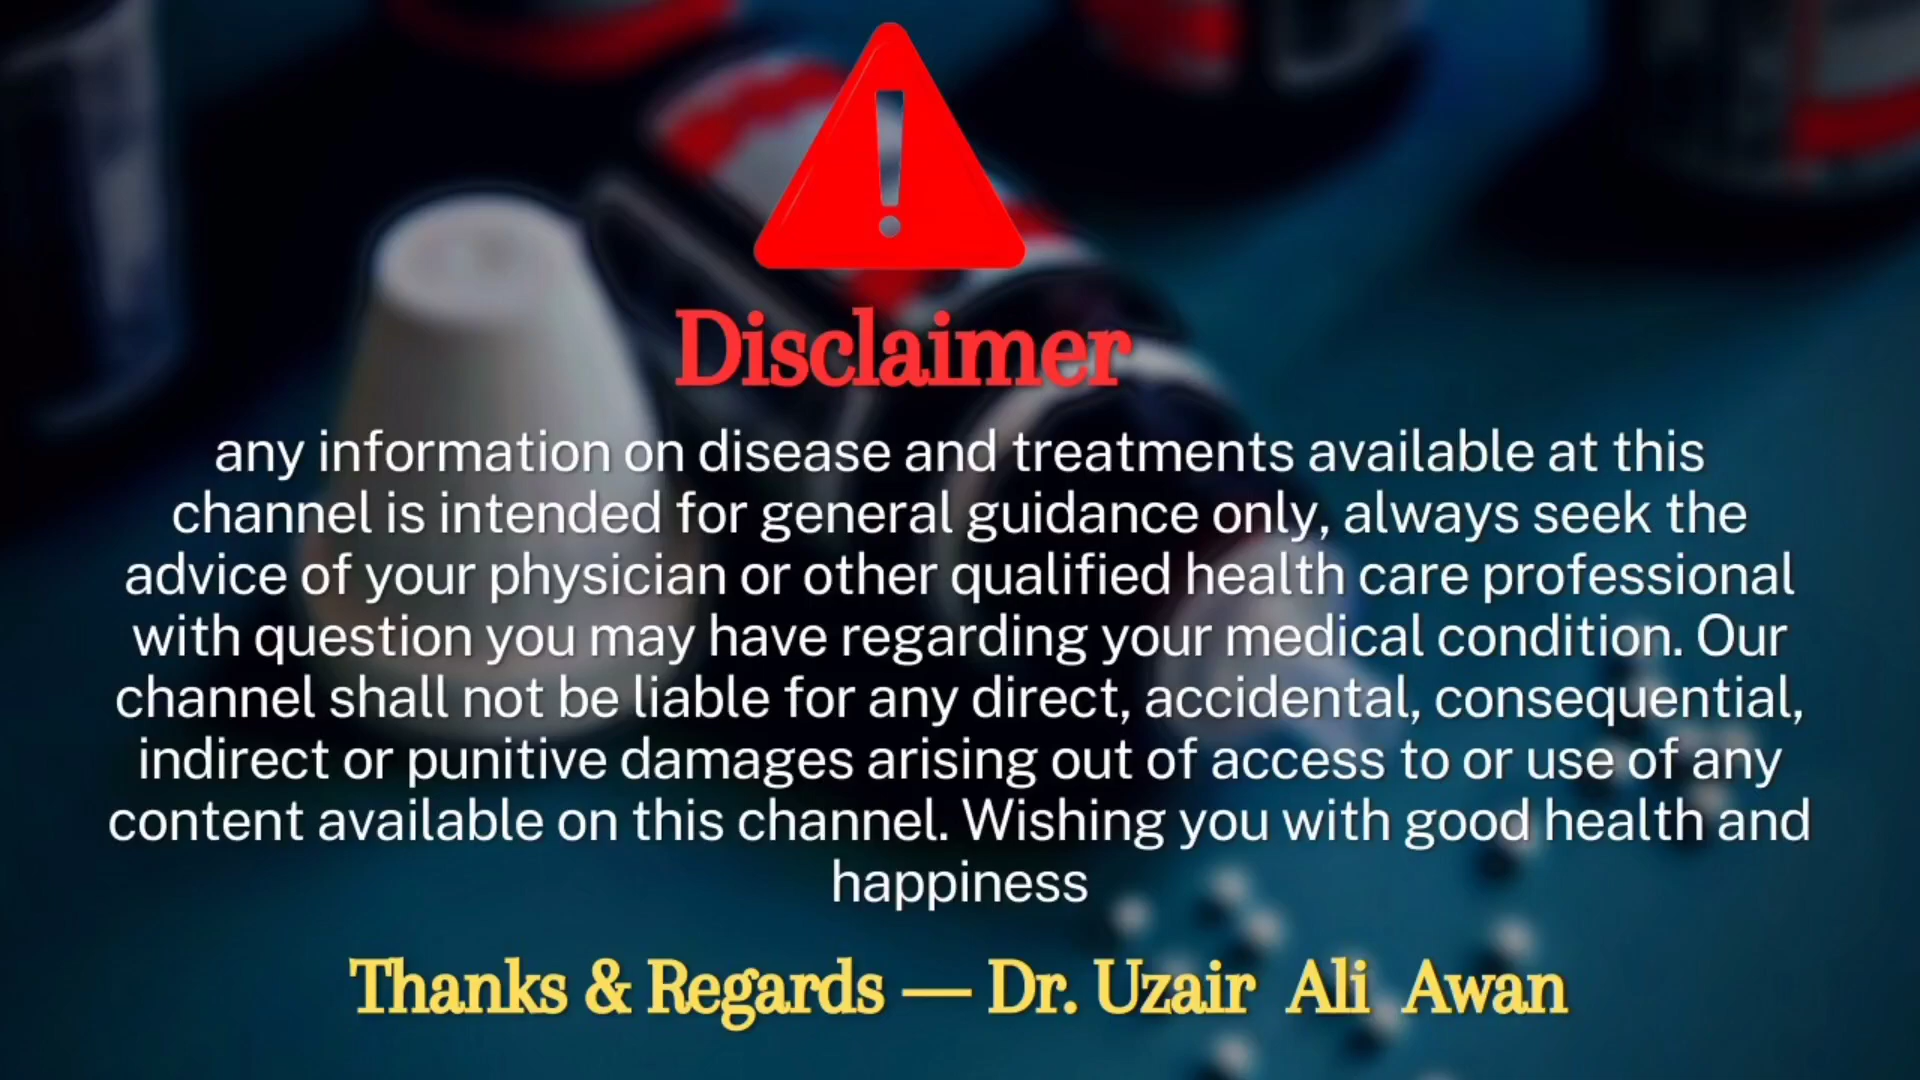 Disclaimer
any information on disease and treatments available at this
channel is intended for general guidance only, always seek the
advice of your physician or other qualified health care professional
with question you may have regarding your medical condition. Our
channel shall not be liable for any direct, accidental, consequential,
indirect or punitive damages arising out of access to or use of any
content available on this channel. Wishing you with good health and
happiness
Thanks & Regards — Dr. Uzair Ali Awan